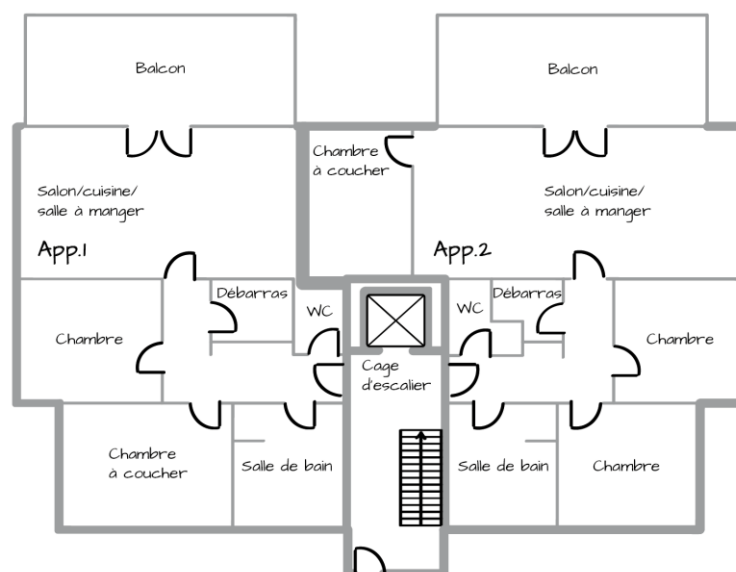 Balcon
Balcon
Chambre
à coucher
Salon/cuisine/
salle à manger
Salon/cuisine/
salle à manger
App.1
App.2
Débarras
WC
WC
Débarras
Chambre
Chambre
Cage
d'escalier
Chambre
à coucher
Salle de bain
Salle de bain
Chambre